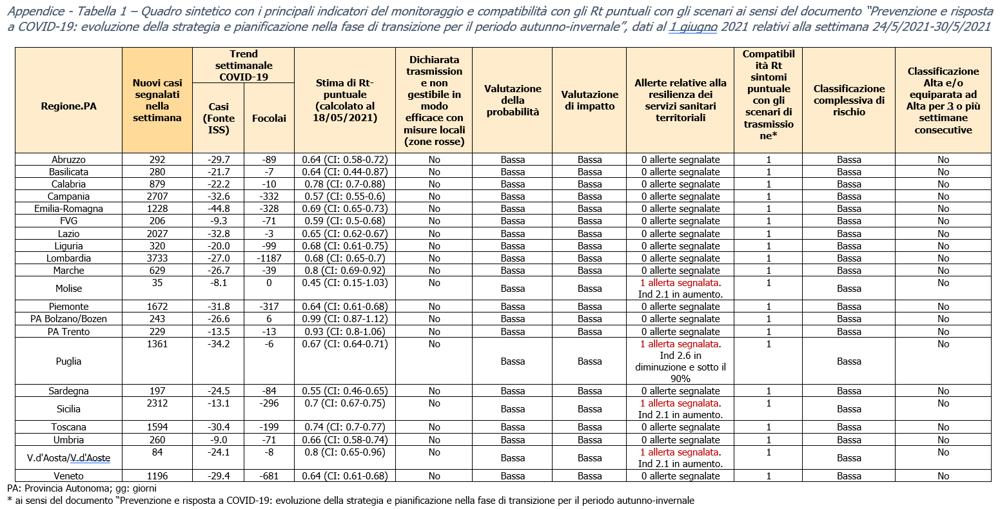 Appendice - Tabella 1 – Quadro sintetico con i principali indicatori del monitoraggio e compatibilità con gli Rt puntuali con gli scenari ai sensi del documento “Prevenzione e risposta
a COVID-19: evoluzione della strategia e pianificazione nella fase di transizione per il periodo autunno-invernale”, dati al 1 giugno 2021 relativi alla settimana 24/5/2021-30/5/2021
Regione.PA
Nuovi casi
segnalati
nella
settimana
Trend
settimanale
COVID-19
Casi
(Fonte
ISS)
Focolai
Stima di Rt-
puntuale
(calcolato al
18/05/2021)
Dichiarata
trasmission
e non
gestibile in
modo
efficace con
misure locali
(zone rosse)
Valutazione
della
probabilità
Valutazione
di impatto
Allerte relative alla
resilienza dei
servizi sanitari
territoriali
Compatibil
ità Rt
sintomi
puntuale
con gli
scenari di
trasmissio
ne*
Classificazione
complessiva di
rischio
Classificazione
Alta e/o
equiparata ad
Alta per 3 o più
settimane
consecutive
Abruzzo 292 -29.7 -89 0.64 (CI: 0.58-0.72) No Bassa Bassa 0 allerte segnalate 1 Bassa No
Basilicata 280 -21.7 -7 0.64 (CI: 0.44-0.87) No Bassa Bassa 0 allerte segnalate 1 Bassa No
Calabria 879 -22.2 -10 0.78 (CI: 0.7-0.88) No Bassa Bassa 0 allerte segnalate 1 Bassa No
Campania 2707 -32.6 -332 0.57 (CI: 0.55-0.6) No Bassa Bassa 0 allerte segnalate 1 Bassa No
Emilia-Romagna 1228 -44.8 -328 0.69 (CI: 0.65-0.73) No Bassa Bassa 0 allerte segnalate 1 Bassa No
FVG 206 -9.3 -71 0.59 (CI: 0.5-0.68) No Bassa Bassa 0 allerte segnalate 1 Bassa No
Lazio 2027 -32.8 -3 0.65 (CI: 0.62-0.67) No Bassa Bassa 0 allerte segnalate 1 Bassa No
Liguria 320 -20.0 -99 0.68 (CI: 0.61-0.75) No Bassa Bassa 0 allerte segnalate 1 Bassa No
Lombardia 3733 -27.0 -1187 0.68 (CI: 0.65-0.7) No Bassa Bassa 0 allerte segnalate 1 Bassa No
Marche 629 -26.7 -39 0.8 (CI: 0.69-0.92) No Bassa Bassa 0 allerte segnalate 1 Bassa No
Molise 35 -8.1 0 0.45 (CI: 0.15-1.03) No Bassa Bassa 1 allerta segnalata. 1 Bassa No
Ind 2.1 in aumento.
Piemonte 1672 -31.8 -317 0.64 (CI: 0.61-0.68) No Bassa Bassa 0 allerte segnalate 1 Bassa No
PA Bolzano/Bozen 243 -26.6 6 0.99 (CI: 0.87-1.12) No Bassa Bassa 0 allerte segnalate 1 Bassa No
PA Trento 229 -13.5 -13 0.93 (CI: 0.8-1.06) No Bassa Bassa 0 allerte segnalate 1 Bassa No
Puglia 1361 -34.2 -6 0.67 (CI: 0.64-0.71) No Bassa Bassa 1 allerta segnalata. 1 Bassa No
Ind 2.6 in
diminuzione e sotto il
90%
Sardegna 197 -24.5 -84 0.55 (CI: 0.46-0.65) No Bassa Bassa 0 allerte segnalate 1 Bassa No
Sicilia 2312 -13.1 -296 0.7 (CI: 0.67-0.75) No Bassa Bassa 1 allerta segnalata. 1 Bassa No
Ind 2.1 in aumento.
Toscana 1594 -30.4 -199 0.74 (CI: 0.7-0.77) No Bassa Bassa 0 allerte segnalate 1 Bassa No
Umbria 260 -9.0 -71 0.66 (CI: 0.58-0.74) No Bassa Bassa 0 allerte segnalate 1 Bassa No
V.d'Aosta/V.d'Aoste 84 -24.1 -8 0.8 (CI: 0.65-0.96) No Bassa Bassa 1 allerta segnalata. 1 Bassa No
Ind 2.1 in aumento.
Veneto 1196 -29.4 -681 0.64 (CI: 0.61-0.68) No Bassa Bassa 0 allerte segnalate 1 Bassa No
PA: Provincia Autonoma; gg: giorni
* ai sensi del documento “Prevenzione e risposta a COVID-19: evoluzione della strategia e pianificazione nella fase di transizione per il periodo autunno-invernale